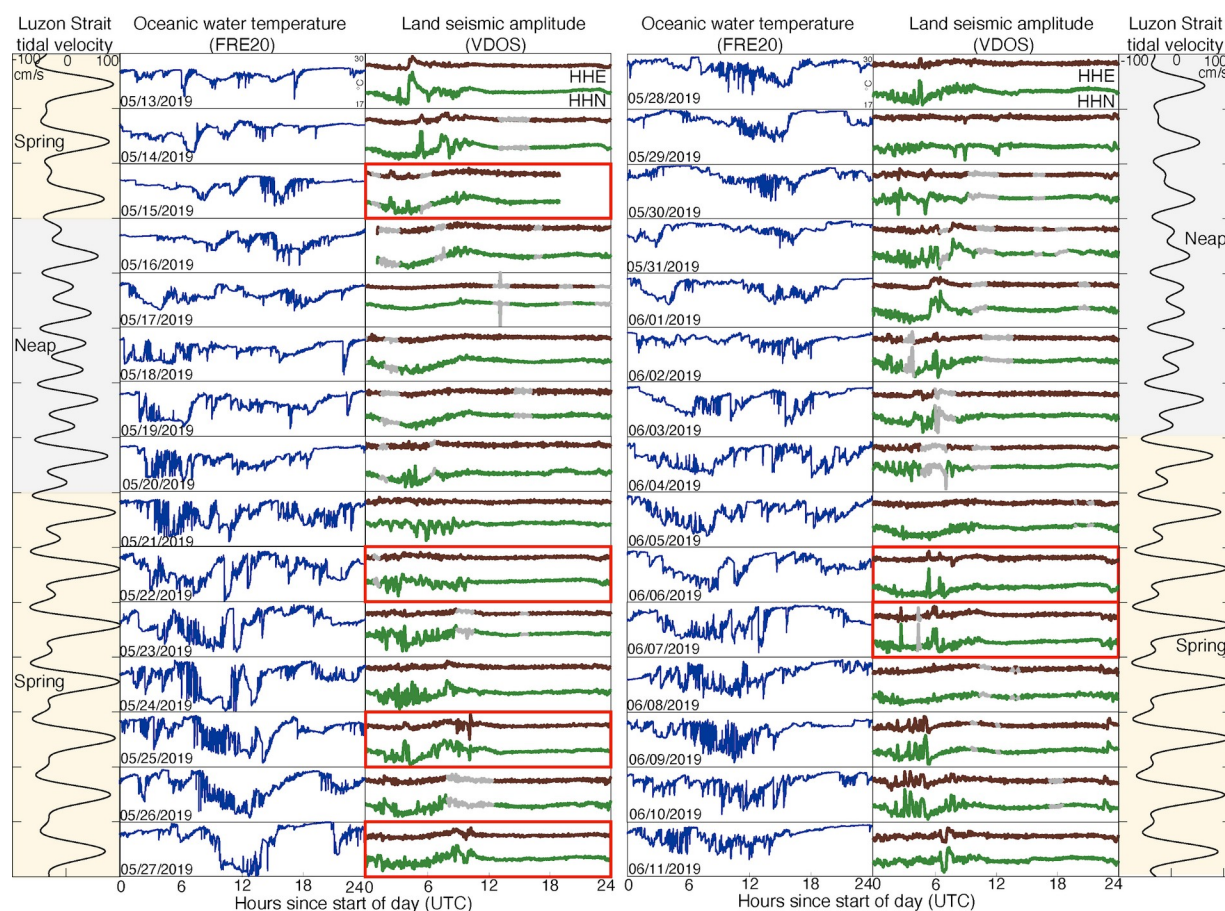 Luzon Strait
tidal velocity
-100 100
cm/s
Oceanic water temperature
(FRE20)
Land seismic amplitude
(VDOS)
Oceanic water temperature
(FRE20)
Land seismic amplitude
(VDOS)
Luzon Strait
tidal velocity
-100 0 100
cm/s
30
°C
17
HHE
HHN
30
°C
17
HHE
HHN
05/13/2019
05/14/2019
05/15/2019
05/16/2019
05/17/2019
05/18/2019
05/19/2019
05/20/2019
05/21/2019
05/22/2019
05/23/2019
05/24/2019
05/25/2019
05/26/2019
05/27/2019
05/28/2019
05/29/2019
05/30/2019
05/31/2019
06/01/2019
06/02/2019
06/03/2019
06/04/2019
06/05/2019
06/06/2019
06/07/2019
06/08/2019
06/09/2019
06/10/2019
06/11/2019
Spring
Neap
Spring
Neap
Spring
0 6 12 24 0 6 12 24
Hours since start of day (UTC)
0 6 12 24 0 6 12 24
Hours since start of day (UTC)